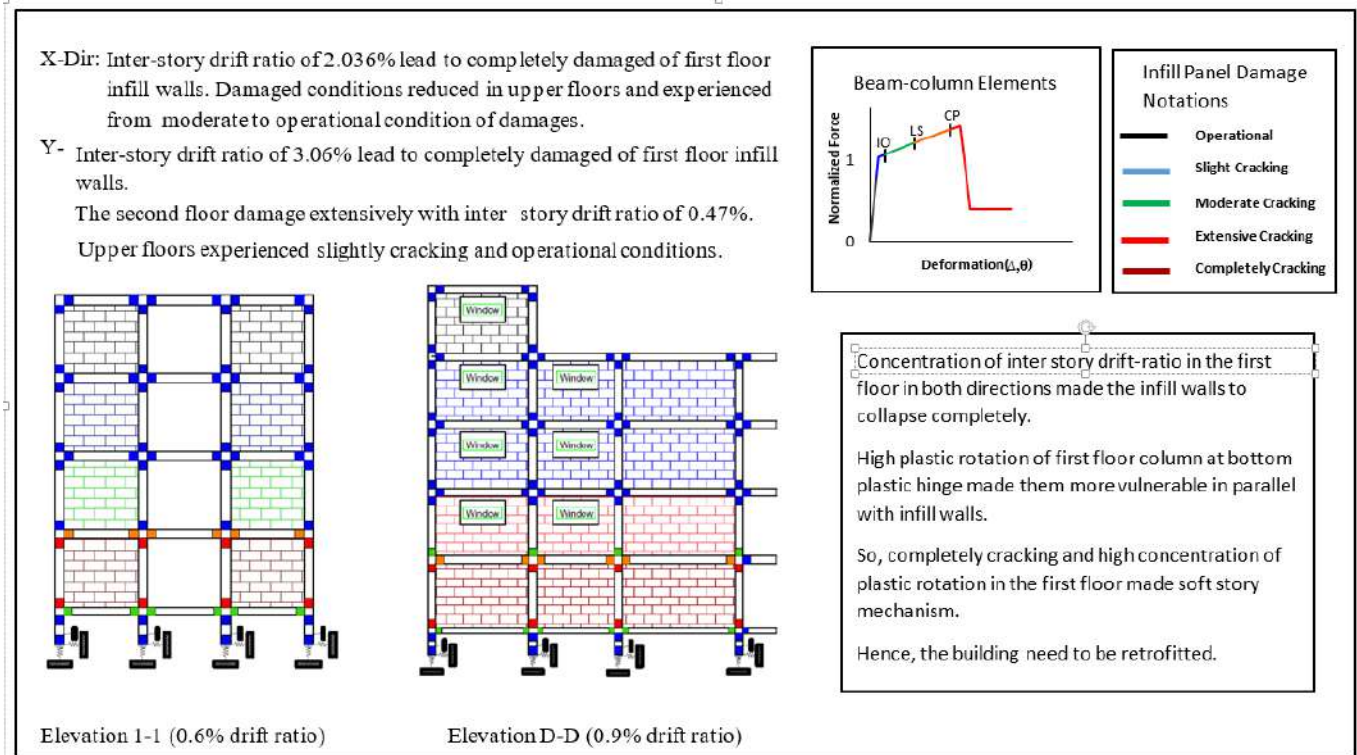 X-Dir: Inter-story drift ratio of 2.036% lead to completely damaged of first floor
infill walls. Damaged conditions reduced in upper floors and experienced
from moderate to operational condition of damages.
Y- Inter-story drift ratio of 3.06% lead to completely damaged of first floor infill
walls.
The second floor damage extensively with inter story drift ratio of 0.47%.
Upper floors experienced slightly cracking and operational conditions.
Beam-column Elements
Normalized Force
1
0
IO
LS
CP
Deformation(Δ,θ)
Infill Panel Damage
Notations
Operational
Slight Cracking
Moderate Cracking
Extensive Cracking
Completely Cracking
Window
Window
Window
Window
Window
Window
Window
Concentration of inter story drift-ratio in the first
floor in both directions made the infill walls to
collapse completely.
High plastic rotation of first floor column at bottom
plastic hinge made them more vulnerable in parallel
with infill walls.
So, completely cracking and high concentration of
plastic rotation in the first floor made soft story
mechanism.
Hence, the building need to be retrofitted.
Elevation 1-1 (0.6% drift ratio)
Elevation D-D (0.9% drift ratio)